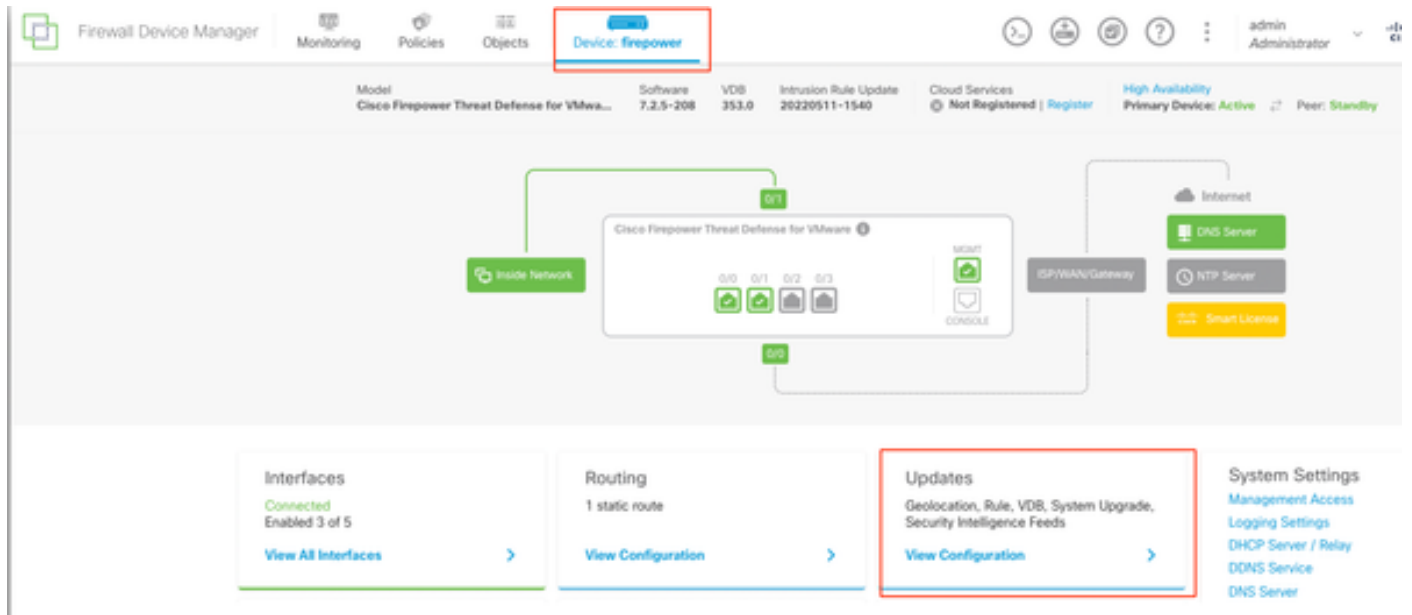 Firewall Device Manager
Monitoring
Policies
Objects
Device: firepower
admin
Administrator
Model
Cisco Firepower Threat Defense for VMwa...
Software
7.2.5-208
VDB
353.0
Intrusion Rule Update
20220511-1540
Cloud Services
Not Registered | Register
High Availability
Primary Device: Active
Peer: Standby
0/1
Internet
Cisco Firepower Threat Defense for VMware
DNS Server
MGMT
Inside Network
0/0 0/1 0/2 0/3
ISP/WAN/Gateway
NTP Server
CONSOLE
Smart License
0/0
Interfaces
Connected
Enabled 3 of 5
View All Interfaces
Routing
1 static route
View Configuration
Updates
Geolocation, Rule, VDB, System Upgrade,
Security Intelligence Feeds
View Configuration
System Settings
Management Access
Logging Settings
DHCP Server / Relay
DDNS Service
DNS Server